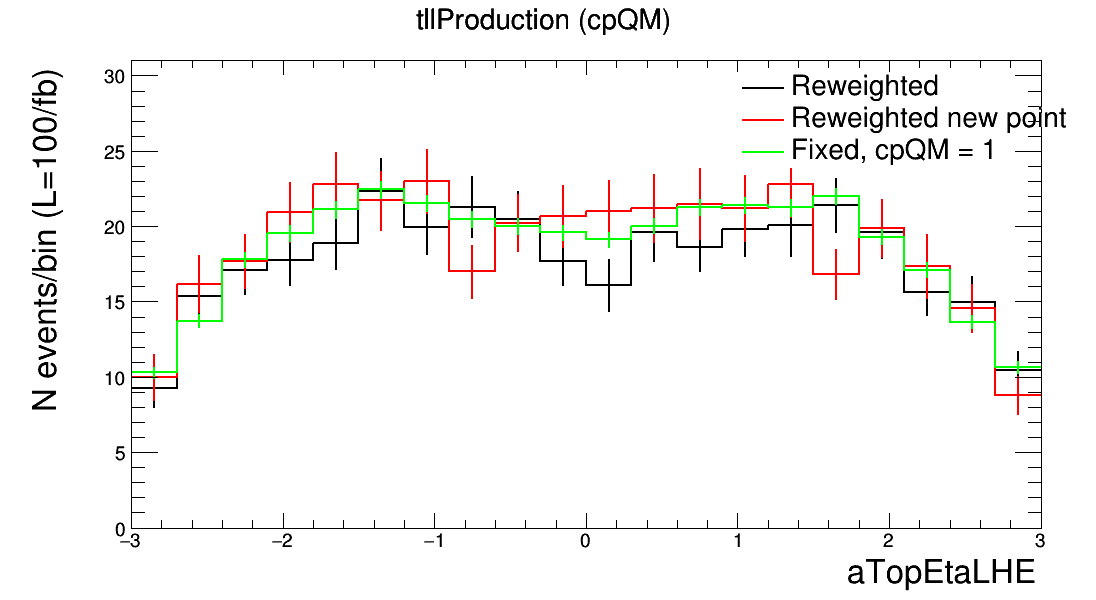 tllProduction (cpQM)
N events/bin (L=100/fb)
30
25
20
15
10
5
0
Reweighted
Reweighted new point
Fixed, cpQM = 1
−3
−2
−1
0
1
2
3
aTopEtaLHE